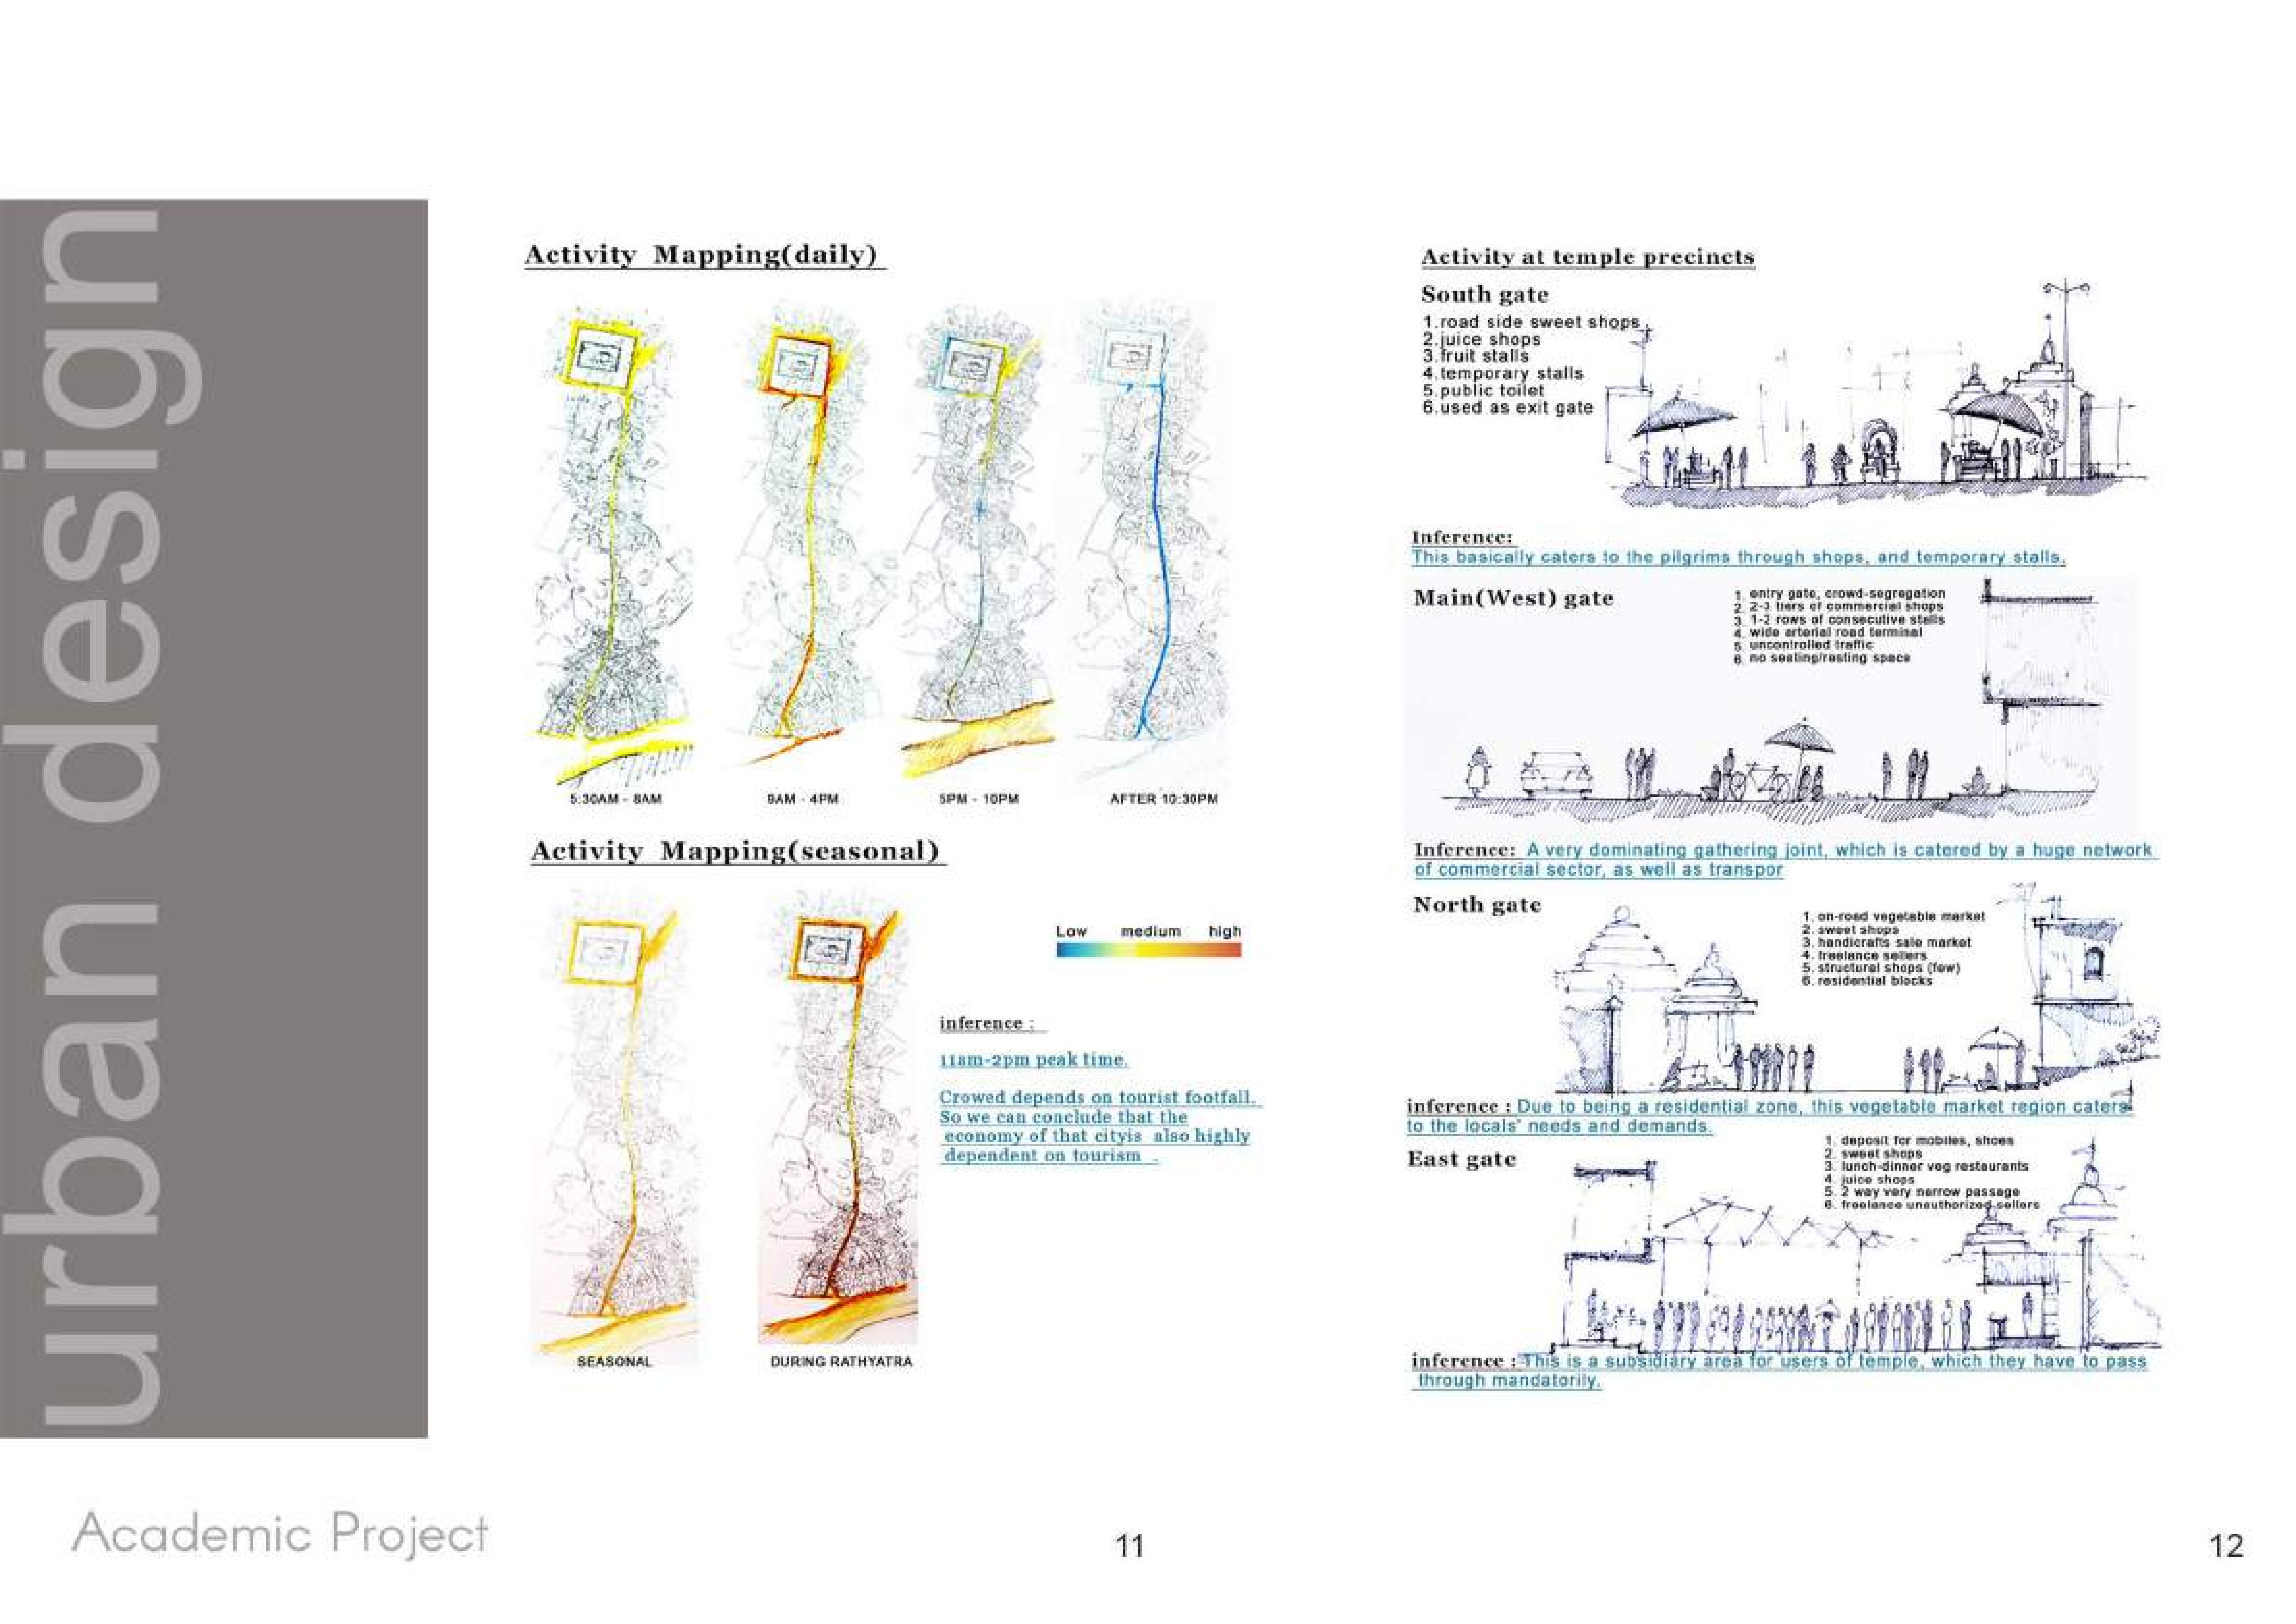 urban design
Academic Project
Activity Mapping(daily)
5:30AM - 8AM
9AM - 4PM
5PM - 10PM
AFTER 10:30PM
Activity Mapping(seasonal)
Low medium high
inference :
11am-2pm peak time.
Crowed depends on tourist footfall.
So we can conclude that the
economy of that cityis also highly
dependent on tourism .
SEASONAL
DURING RATHYATRA
11
Activity at temple precincts
South gate
1.road side sweet shops
2.juice shops
3.fruit stalls
4.temporary stalls
5.public toilet
6.used as exit gate
Inference:
This basically caters to the pilgrims through shops, and temporary stalls.
Main(West) gate
1. entry gate, crowd-segregation
2. 2-3 tiers of commercial shops
3. 1-2 rows of consecutive stalls
4. wide arterial road terminal
5. uncontrolled traffic
6. no seating/resting space
Inference: A very dominating gathering joint, which is catered by a huge network
of commercial sector, as well as transpor
North gate
1. on-road vegetable market
2. sweet shops
3. handicrafts sale market
4. freelance sellers
5. structural shops (few)
6. residential blocks
inference : Due to being a residential zone, this vegetable market region caters
to the locals' needs and demands.
East gate
1. deposit for mobiles, shoes
2. sweet shops
3. lunch-dinner veg restaurants
4. juice shops
5. 2 way very narrow passage
6. freelance unauthorized sellers
inference : This is a subsidiary area for users of temple, which they have to pass
through mandatorily.
12